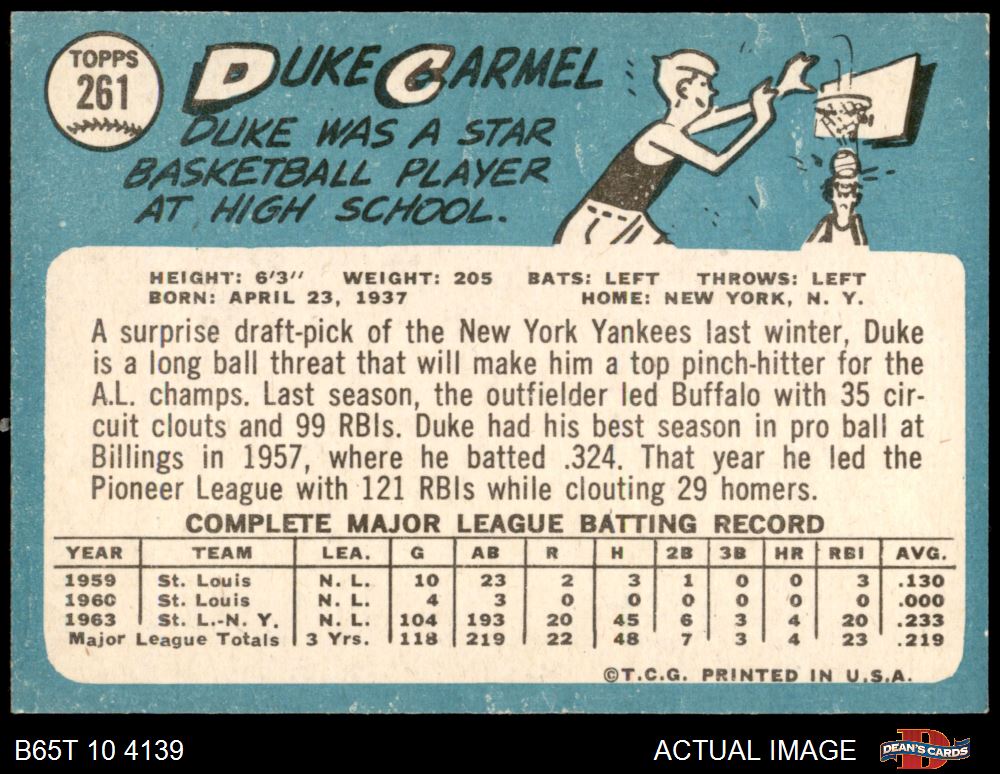 TOPPS
261
DUKE CARMEL
DUKE WAS A STAR
BASKETBALL PLAYER
AT HIGH SCHOOL.
HEIGHT: 6'3" WEIGHT: 205 BATS: LEFT THROWS: LEFT
BORN: APRIL 23, 1937 HOME: NEW YORK, N. Y.
A surprise draft-pick of the New York Yankees last winter, Duke
is a long ball threat that will make him a top pinch-hitter for the
A.L. champs. Last season, the outfielder led Buffalo with 35 cir-
cuit clouts and 99 RBIs. Duke had his best season in pro ball at
Billings in 1957, where he batted .324. That year he led the
Pioneer League with 121 RBIs while clouting 29 homers.
COMPLETE MAJOR LEAGUE BATTING RECORD
YEAR TEAM LEA. G AB R H 2B 3B HR RBI AVG.
1959 St. Louis N. L. 10 23 2 3 1 0 0 3 .130
1960 St. Louis N. L. 4 3 0 0 0 0 0 0 .000
1963 St. L.-N. Y. N. L. 104 193 20 45 6 3 4 20 .233
Major League Totals 3 Yrs. 118 219 22 48 7 3 4 23 .219
©T.C.G. PRINTED IN U.S.A.
B65T 10 4139 ACTUAL IMAGE D DEAN'S CARDS